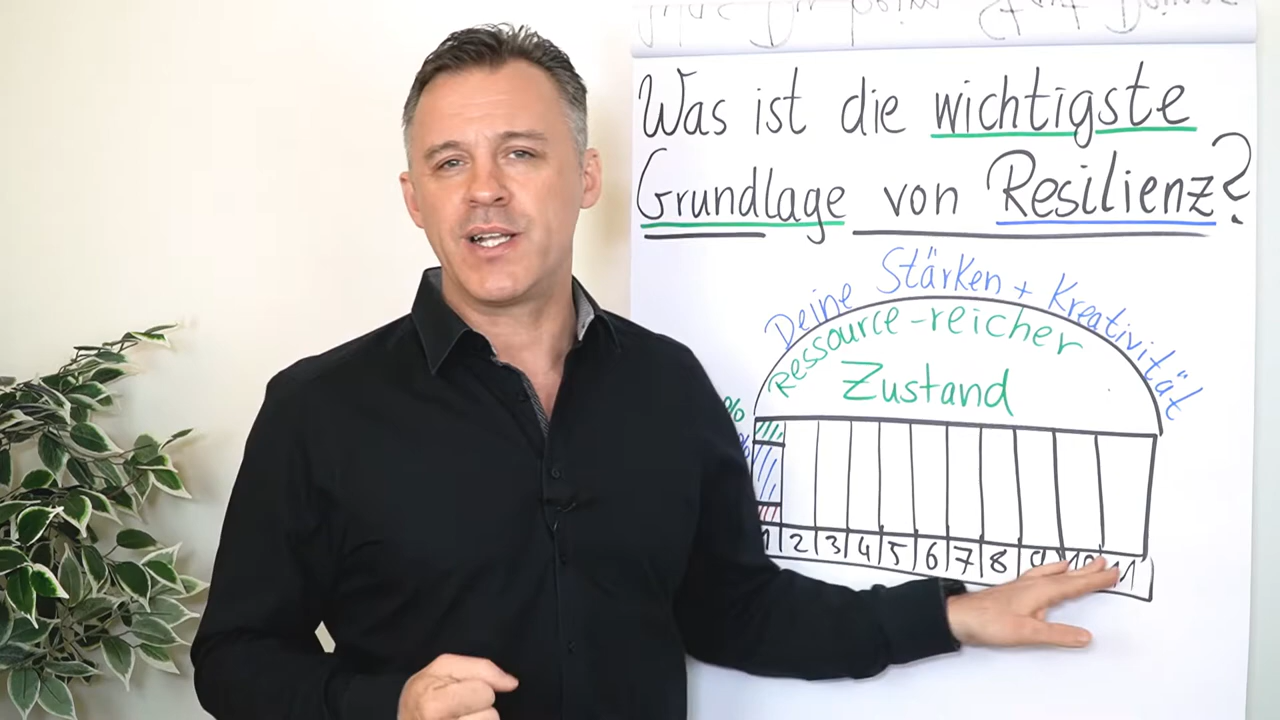 Was ist die wichtigste
Grundlage von Resilienz?
Deine Stärken + Kreativität
Ressource-reicher
Zustand
%
%
1 2 3 4 5 6 7 8 9 10 11